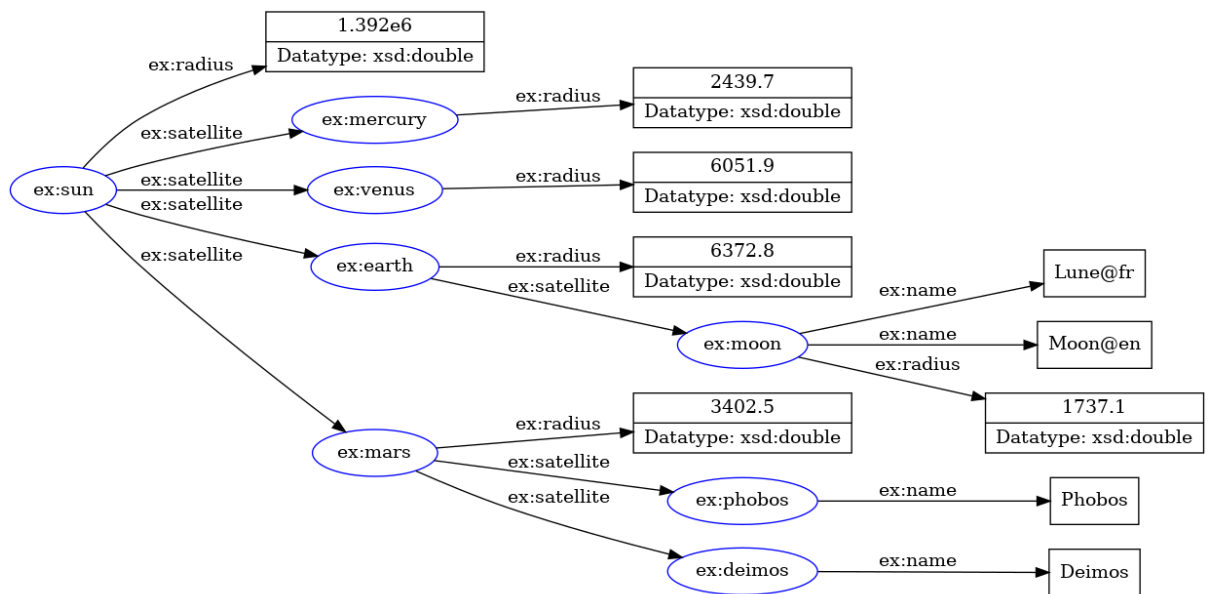 1.392e6
Datatype: xsd:double
ex:radius
2439.7
Datatype: xsd:double
ex:radius
ex:mercury
ex:satellite
6051.9
Datatype: xsd:double
ex:radius
ex:sun
ex:satellite
ex:venus
ex:satellite
6372.8
Datatype: xsd:double
ex:radius
ex:earth
ex:satellite
Lune@fr
ex:name
ex:satellite
ex:moon
ex:name
Moon@en
ex:radius
1737.1
Datatype: xsd:double
3402.5
Datatype: xsd:double
ex:radius
ex:mars
ex:satellite
ex:phobos
ex:name
Phobos
ex:satellite
ex:deimos
ex:name
Deimos